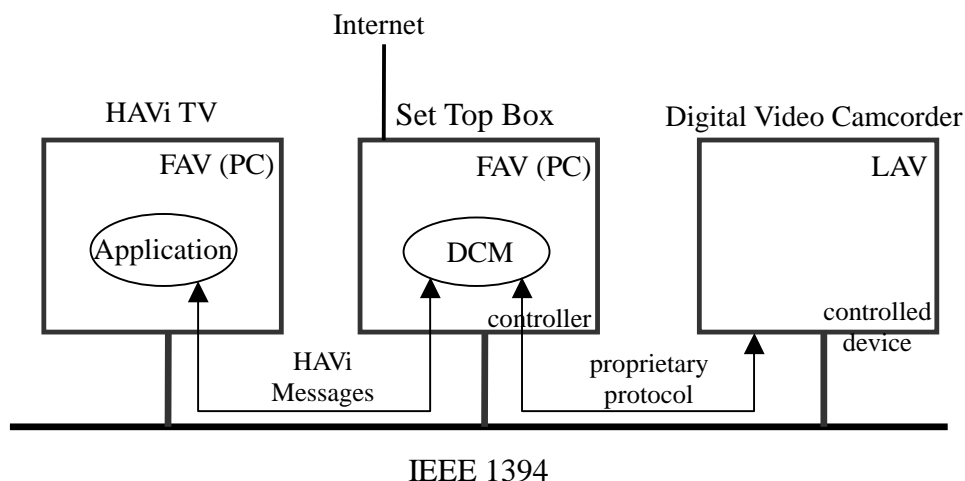 Internet
HAVi TV
Set Top Box
Digital Video Camcorder
FAV (PC)
FAV (PC)
LAV
Application
DCM
controller
controlled
device
HAVi
Messages
proprietary
protocol
IEEE 1394